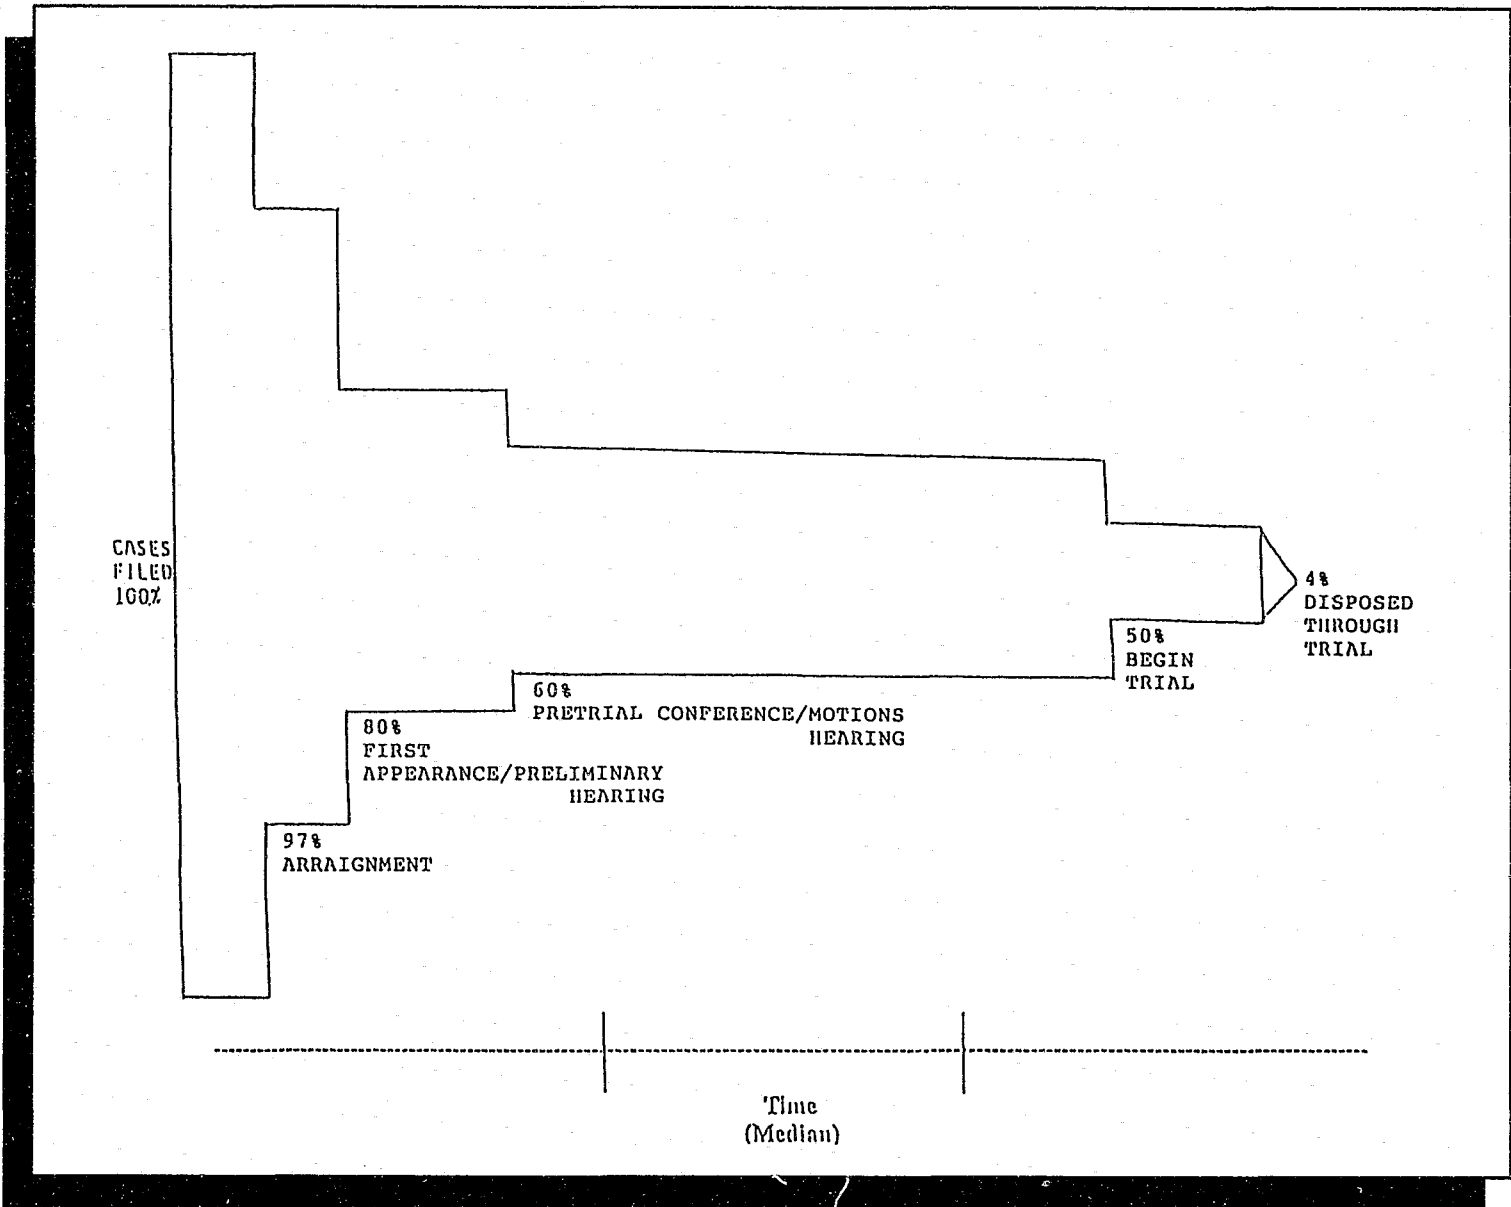 CASES
FILED
100%
4%
DISPOSED
THROUGH
TRIAL
50%
BEGIN
TRIAL
60%
PRETRIAL CONFERENCE/MOTIONS
HEARING
80%
FIRST
APPEARANCE/PRELIMINARY
HEARING
97%
ARRAIGNMENT
Time
(Median)